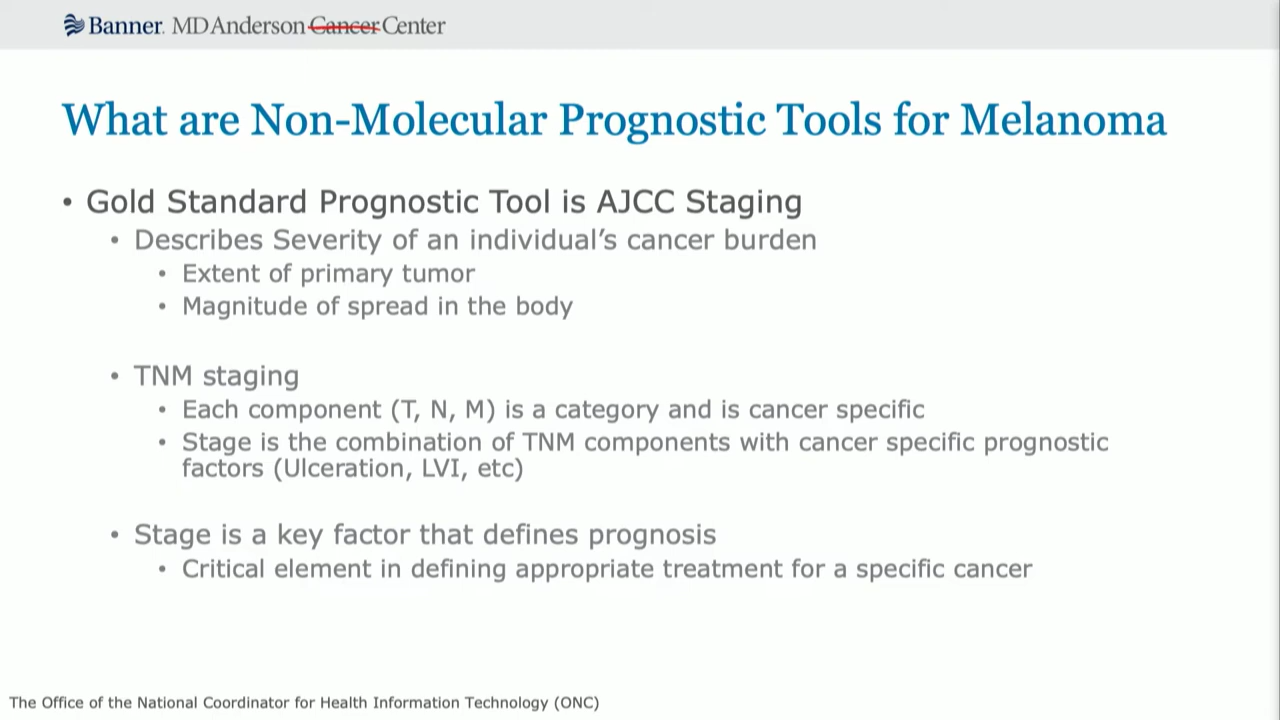 Banner. MD Anderson Cancer Center
What are Non-Molecular Prognostic Tools for Melanoma
• Gold Standard Prognostic Tool is AJCC Staging
• Describes Severity of an individual’s cancer burden
• Extent of primary tumor
• Magnitude of spread in the body
• TNM staging
• Each component (T, N, M) is a category and is cancer specific
• Stage is the combination of TNM components with cancer specific prognostic
factors (Ulceration, LVI, etc)
• Stage is a key factor that defines prognosis
• Critical element in defining appropriate treatment for a specific cancer
The Office of the National Coordinator for Health Information Technology (ONC)